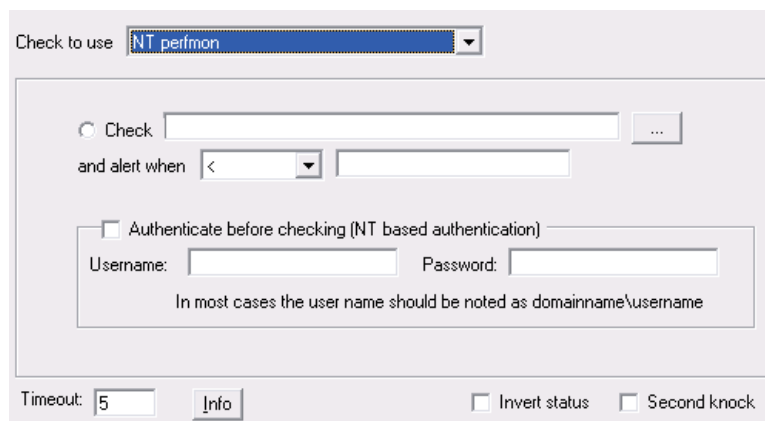 Check to use NT perfmon
Check ...
and alert when <
Authenticate before checking (NT based authentication)
Username: Password:
In most cases the user name should be noted as domainname\username
Timeout: 5 Info Invert status Second knock